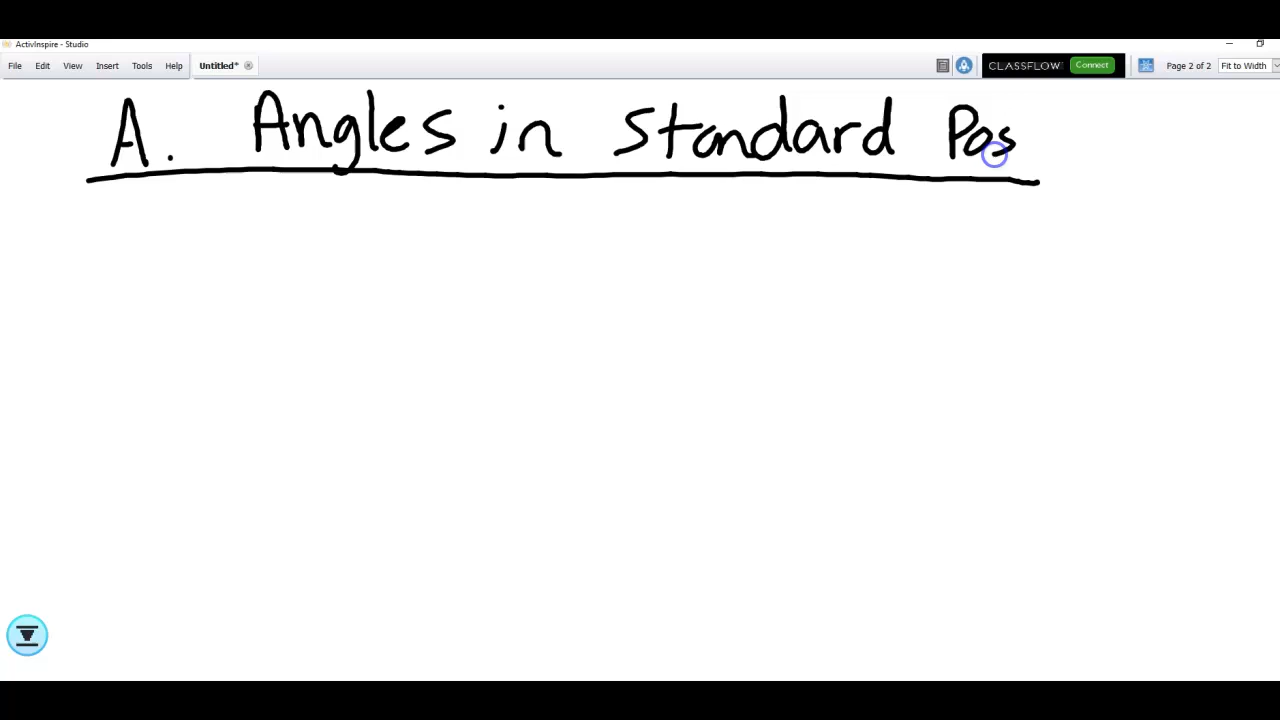 ActivInspire - Studio
File Edit View Insert Tools Help Untitled* CLASSFLOW Connect Page 2 of 2 Fit to Width
A. Angles in Standard Pos